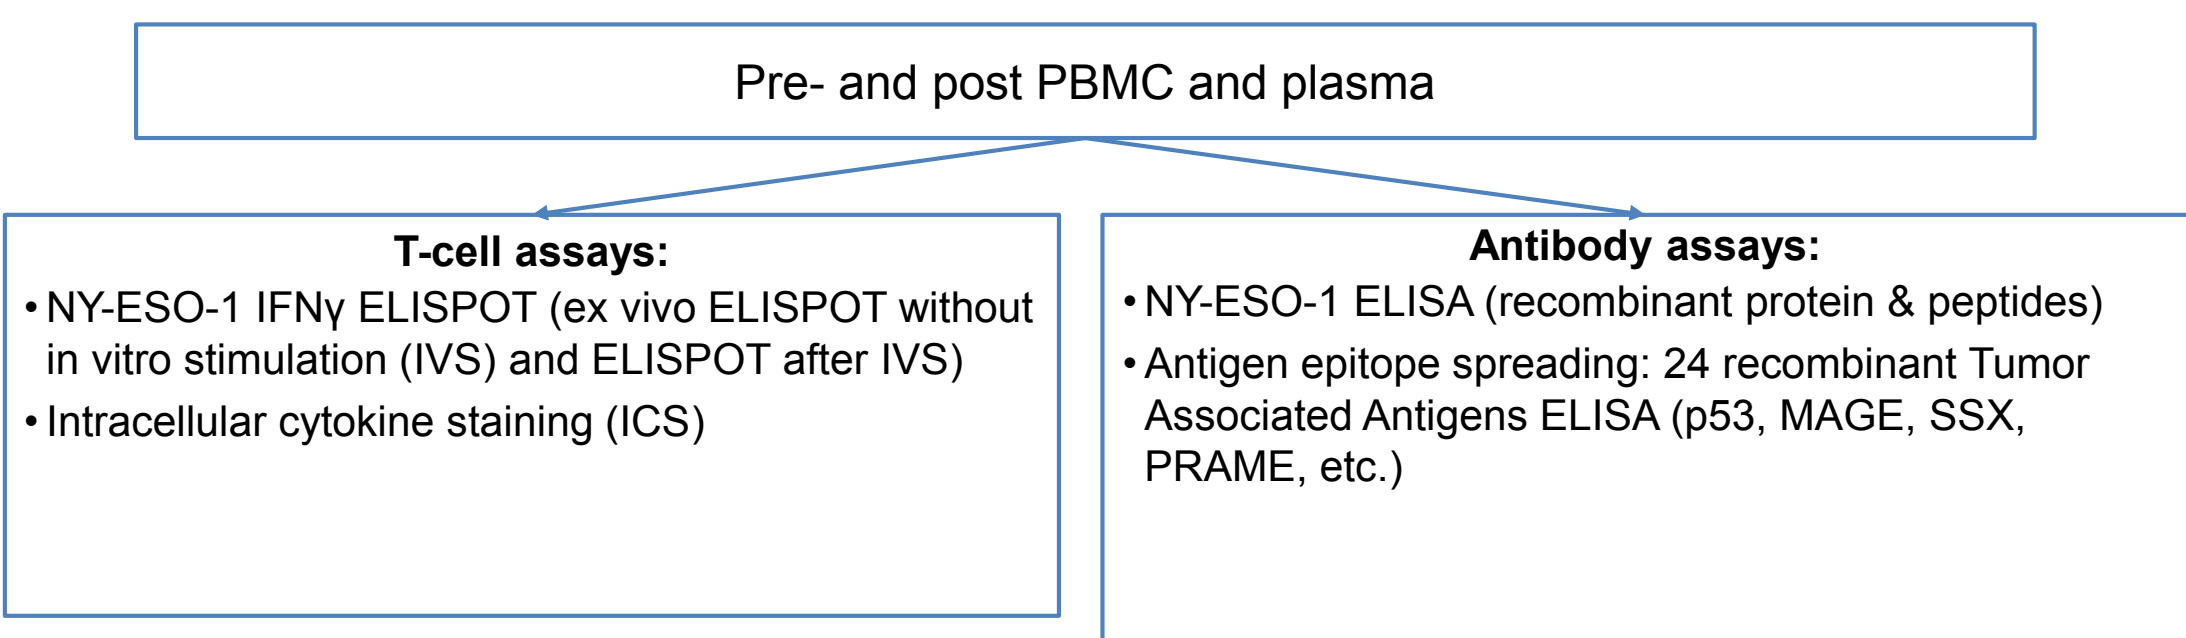 Pre- and post PBMC and plasma
T-cell assays:
• NY-ESO-1 IFNγ ELISPOT (ex vivo ELISPOT without
in vitro stimulation (IVS) and ELISPOT after IVS)
• Intracellular cytokine staining (ICS)
Antibody assays:
• NY-ESO-1 ELISA (recombinant protein & peptides)
• Antigen epitope spreading: 24 recombinant Tumor
Associated Antigens ELISA (p53, MAGE, SSX,
PRAME, etc.)